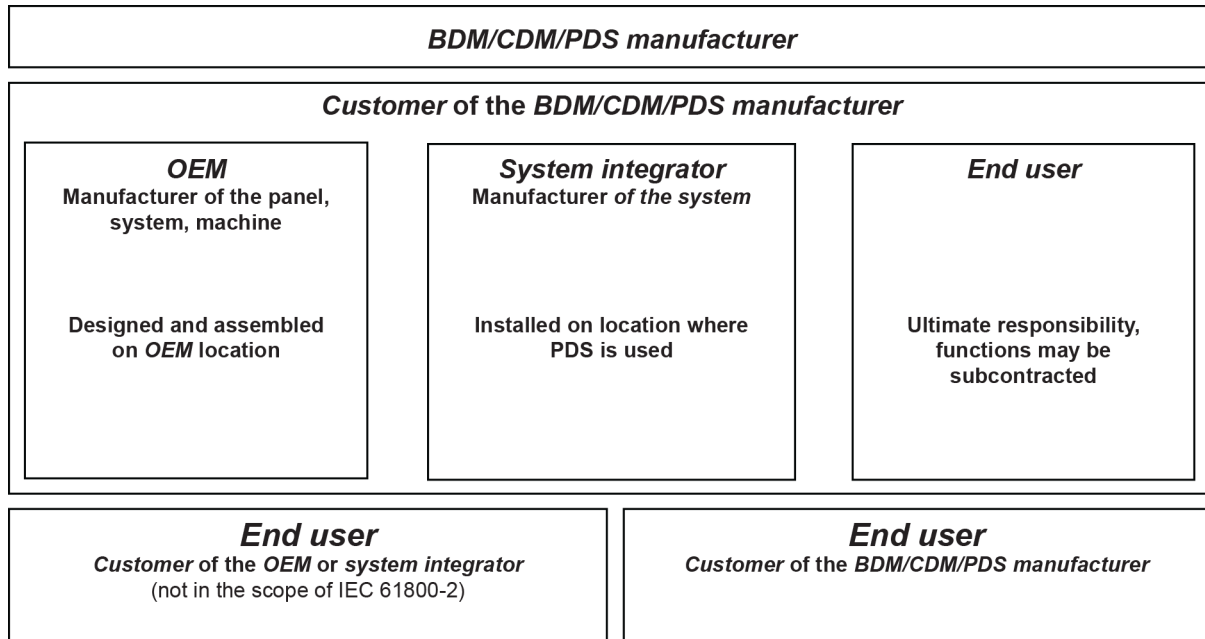 BDM/CDM/PDS manufacturer
Customer of the BDM/CDM/PDS manufacturer
OEM
Manufacturer of the panel,
system, machine
Designed and assembled
on OEM location
System integrator
Manufacturer of the system
Installed on location where
PDS is used
End user
Ultimate responsibility,
functions may be
subcontracted
End user
Customer of the OEM or system integrator
(not in the scope of IEC 61800-2)
End user
Customer of the BDM/CDM/PDS manufacturer